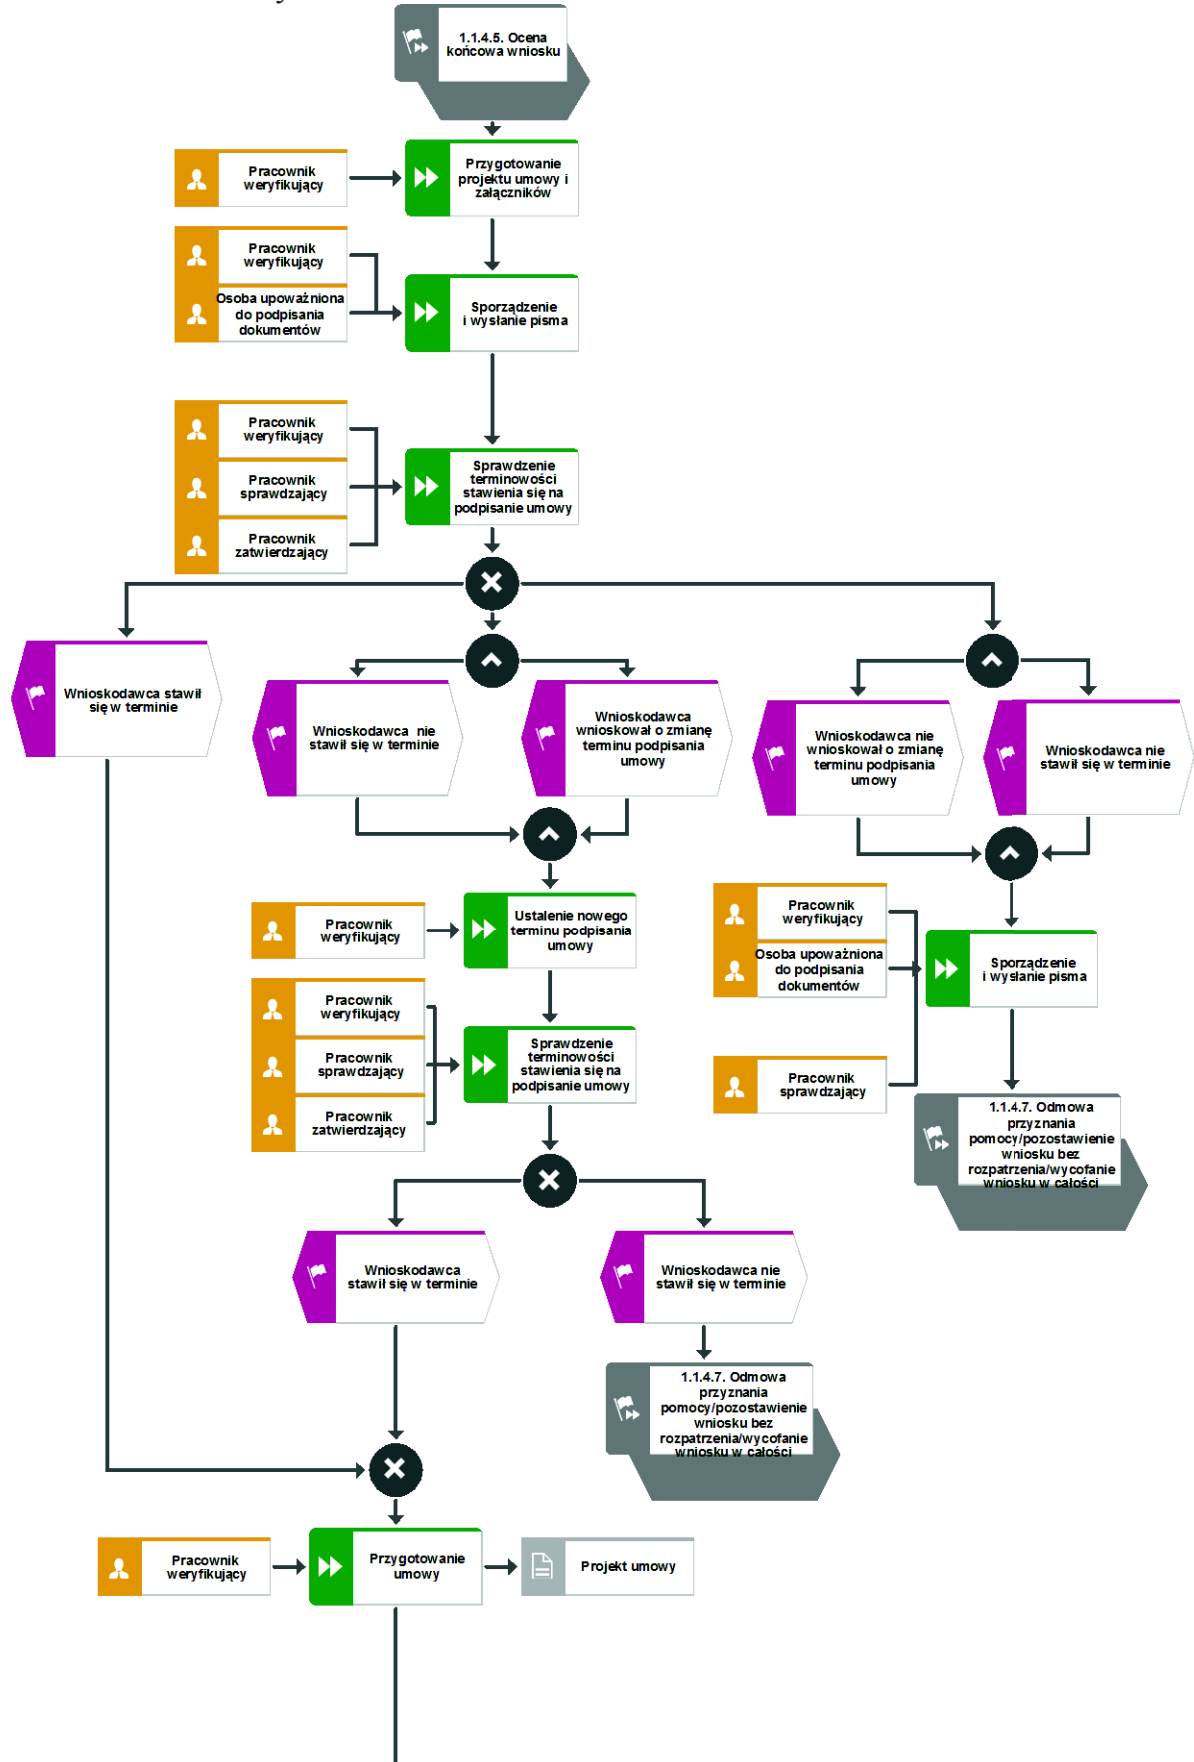 1.1.4.5. Ocena
końcowa wniosku
Pracownik
weryfikujący
Przygotowanie
projektu umowy i
załączników
Pracownik
weryfikujący
Osoba upoważniona
do podpisania
dokumentów
Sporządzenie
i wysłanie pisma
Pracownik
weryfikujący
Pracownik
sprawdzający
Pracownik
zatwierdzający
Sprawdzenie
terminowości
stawienia się na
podpisanie umowy
Wnioskodawca stawił
się w terminie
Wnioskodawca nie
stawił się w terminie
Wnioskodawca
wnioskował o zmianę
terminu podpisania
umowy
Wnioskodawca nie
wnioskował o zmianę
terminu podpisania
umowy
Wnioskodawca nie
stawił się w terminie
Pracownik
weryfikujący
Ustalenie nowego
terminu podpisania
umowy
Pracownik
weryfikujący
Osoba upoważniona
do podpisania
dokumentów
Pracownik
sprawdzający
Sporządzenie
i wysłanie pisma
Pracownik
weryfikujący
Pracownik
sprawdzający
Pracownik
zatwierdzający
Sprawdzenie
terminowości
stawienia się na
podpisanie umowy
1.1.4.7. Odmowa
przyznania
pomocy/pozostawienie
wniosku bez
rozpatrzenia/wycofanie
wniosku w całości
Wnioskodawca
stawił się w terminie
Wnioskodawca nie
stawił się w terminie
1.1.4.7. Odmowa
przyznania
pomocy/pozostawienie
wniosku bez
rozpatrzenia/wycofanie
wniosku w całości
Pracownik
weryfikujący
Przygotowanie
umowy
Projekt umowy